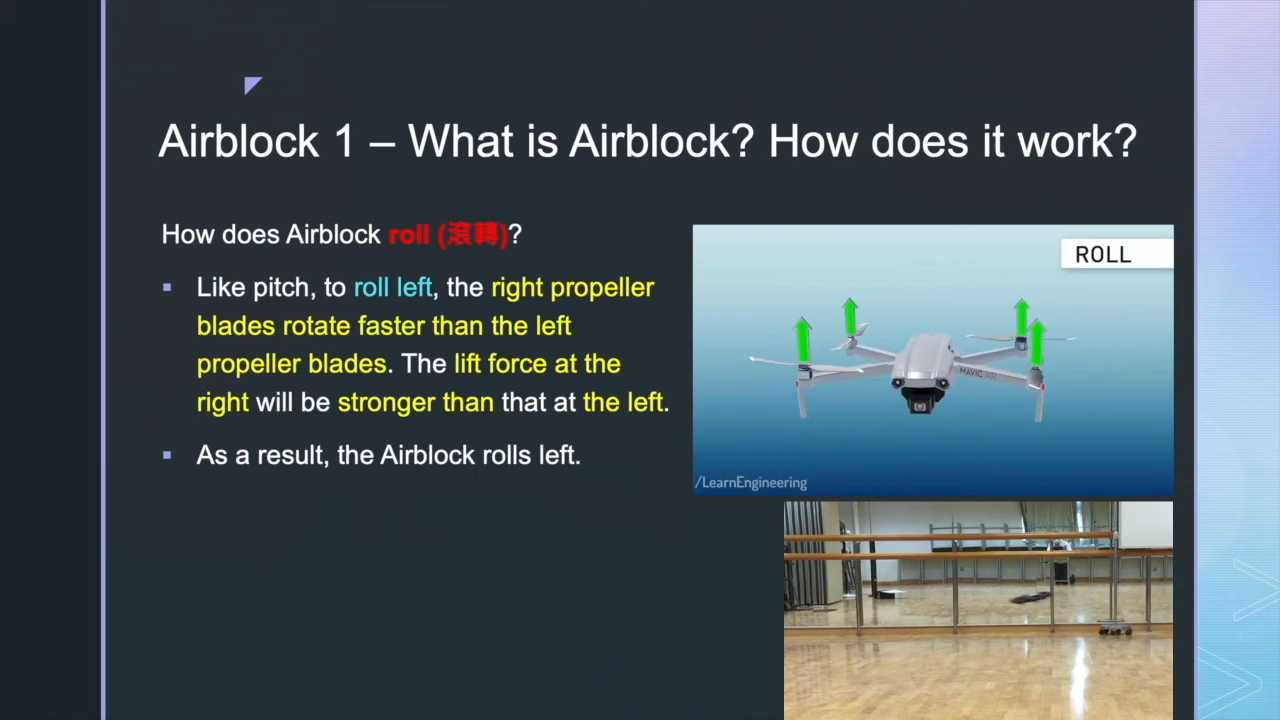 Airblock 1 – What is Airblock? How does it work?
How does Airblock roll (滾轉)?
Like pitch, to roll left, the right propeller
blades rotate faster than the left
propeller blades. The lift force at the
right will be stronger than that at the left.
As a result, the Airblock rolls left.
ROLL
MAVIC AIR
/LearnEngineering